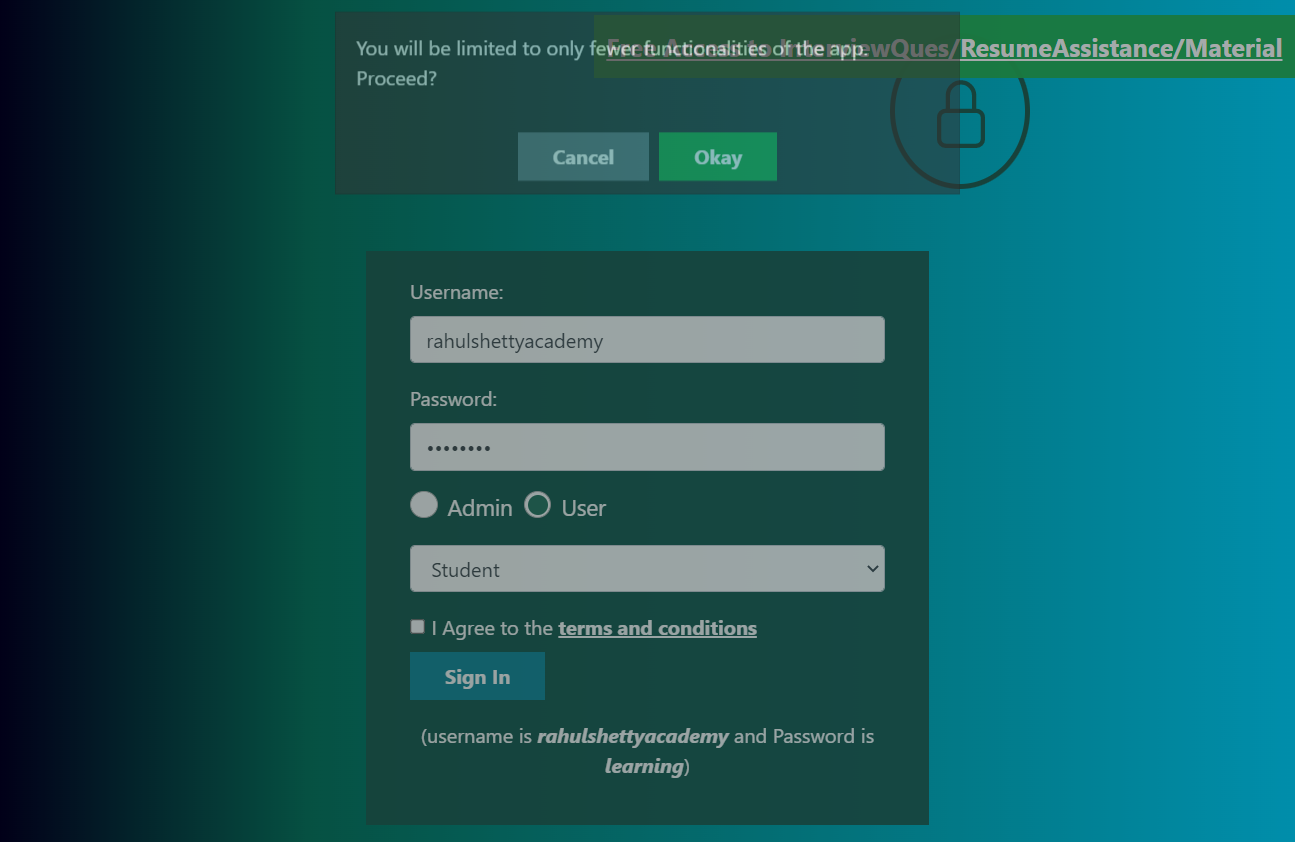 Free Access to InterviewQues/ResumeAssistance/Material
You will be limited to only fewer functionalities of the app.
Proceed?
Cancel
Okay
Username:
rahulshettyacademy
Password:
••••••••
Admin
User
Student
I Agree to the terms and conditions
Sign In
(username is rahulshettyacademy and Password is
learning)